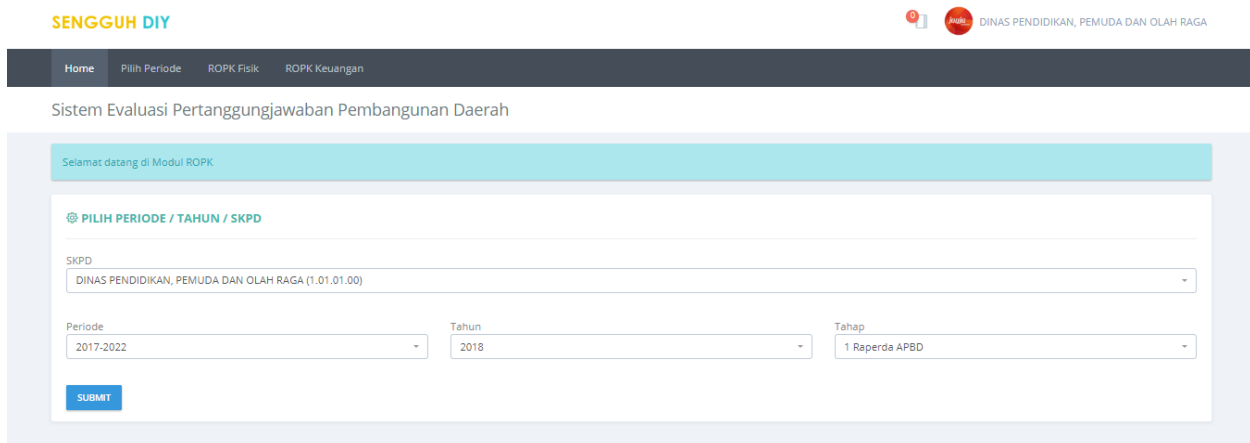 SENGGUH DIY
0
jogja
DINAS PENDIDIKAN, PEMUDA DAN OLAH RAGA
Home Pilih Periode ROPK Fisik ROPK Keuangan
Sistem Evaluasi Pertanggungjawaban Pembangunan Daerah
Selamat datang di Modul ROPK
PILIH PERIODE / TAHUN / SKPD
SKPD
DINAS PENDIDIKAN, PEMUDA DAN OLAH RAGA (1.01.01.00)
Periode Tahun Tahap
2017-2022 2018 1 Raperda APBD
SUBMIT